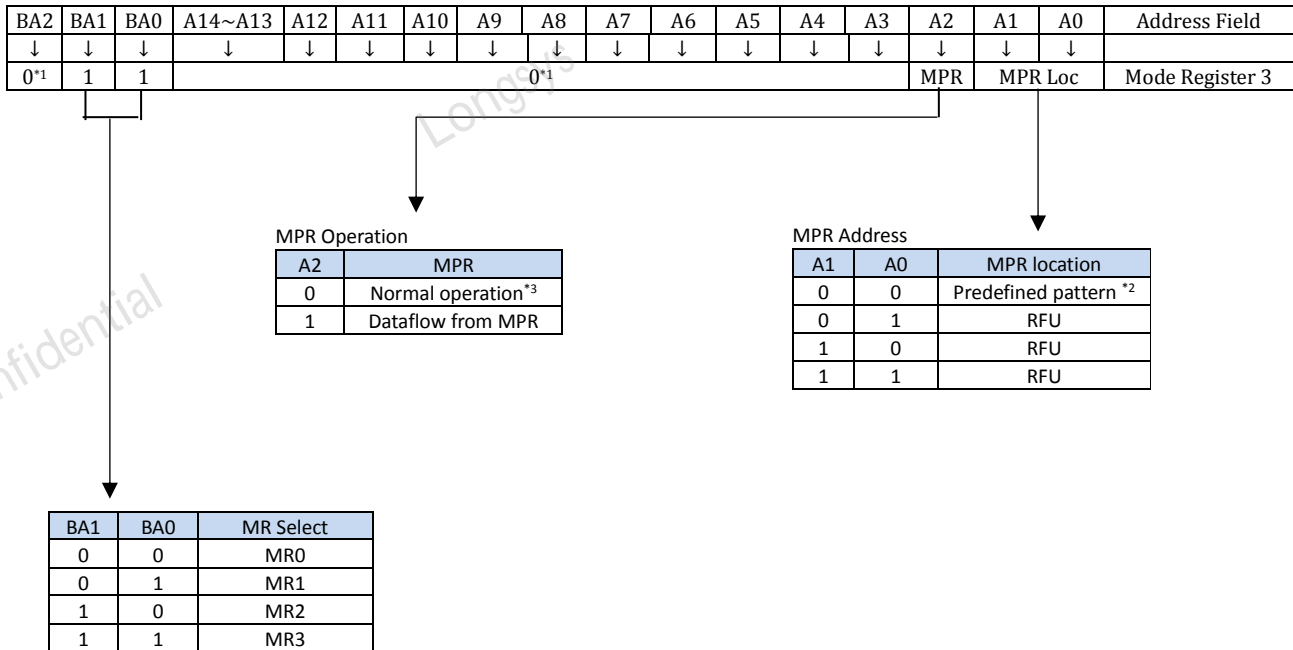 BA2 BA1 BA0 A14~A13 A12 A11 A10 A9 A8 A7 A6 A5 A4 A3 A2 A1 A0 Address Field
↓ ↓ ↓ ↓ ↓ ↓ ↓ ↓ ↓ ↓ ↓ ↓ ↓ ↓ ↓ ↓ ↓
0*1 1 1 0*1 MPR MPR Loc Mode Register 3
Longsys
MPR Operation
A2 MPR
0 Normal operation*3
1 Dataflow from MPR
MPR Address
A1 A0 MPR location
0 0 Predefined pattern *2
0 1 RFU
1 0 RFU
1 1 RFU
nfidential
BA1 BA0 MR Select
0 0 MR0
0 1 MR1
1 0 MR2
1 1 MR3